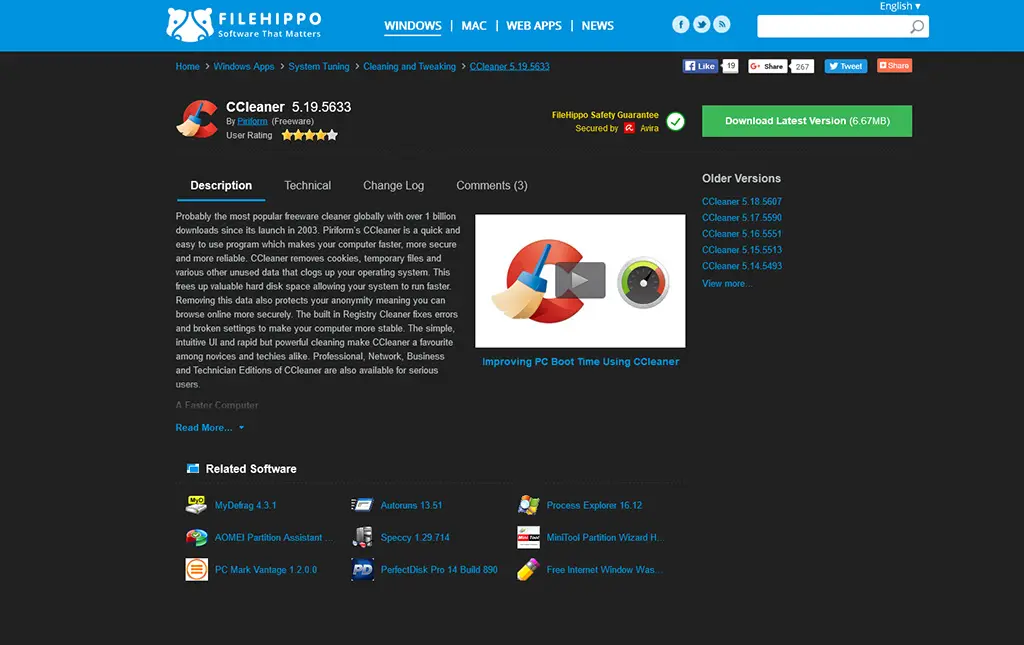 English ▾
FILEHIPPO
Software That Matters
WINDOWS | MAC | WEB APPS | NEWS
Home > Windows Apps > System Tuning > Cleaning and Tweaking > CCleaner 5.19.5633
Like 19
G+ Share 267
Tweet
Share
CCleaner 5.19.5633
By Piriform (Freeware)
User Rating
FileHippo Safety Guarantee
Secured by Avira
Download Latest Version (6.67MB)
Description Technical Change Log Comments (3)
Probably the most popular freeware cleaner globally with over 1 billion
downloads since its launch in 2003. Piriform's CCleaner is a quick and
easy to use program which makes your computer faster, more secure
and more reliable. CCleaner removes cookies, temporary files and
various other unused data that clogs up your operating system. This
frees up valuable hard disk space allowing your system to run faster.
Removing this data also protects your anonymity meaning you can
browse online more securely. The built in Registry Cleaner fixes errors
and broken settings to make your computer more stable. The simple,
intuitive UI and rapid but powerful cleaning make CCleaner a favourite
among novices and techies alike. Professional, Network, Business
and Technician Editions of CCleaner are also available for serious
users.
A Faster Computer
Read More...
Improving PC Boot Time Using CCleaner
Older Versions
CCleaner 5.18.5607
CCleaner 5.17.5590
CCleaner 5.16.5551
CCleaner 5.15.5513
CCleaner 5.14.5493
View more...
Related Software
MyDefrag 4.3.1
Autoruns 13.51
Process Explorer 16.12
AOMEI Partition Assistant ...
Speccy 1.29.714
MiniTool Partition Wizard H...
PC Mark Vantage 1.2.0.0
PerfectDisk Pro 14 Build 890
Free Internet Window Was...